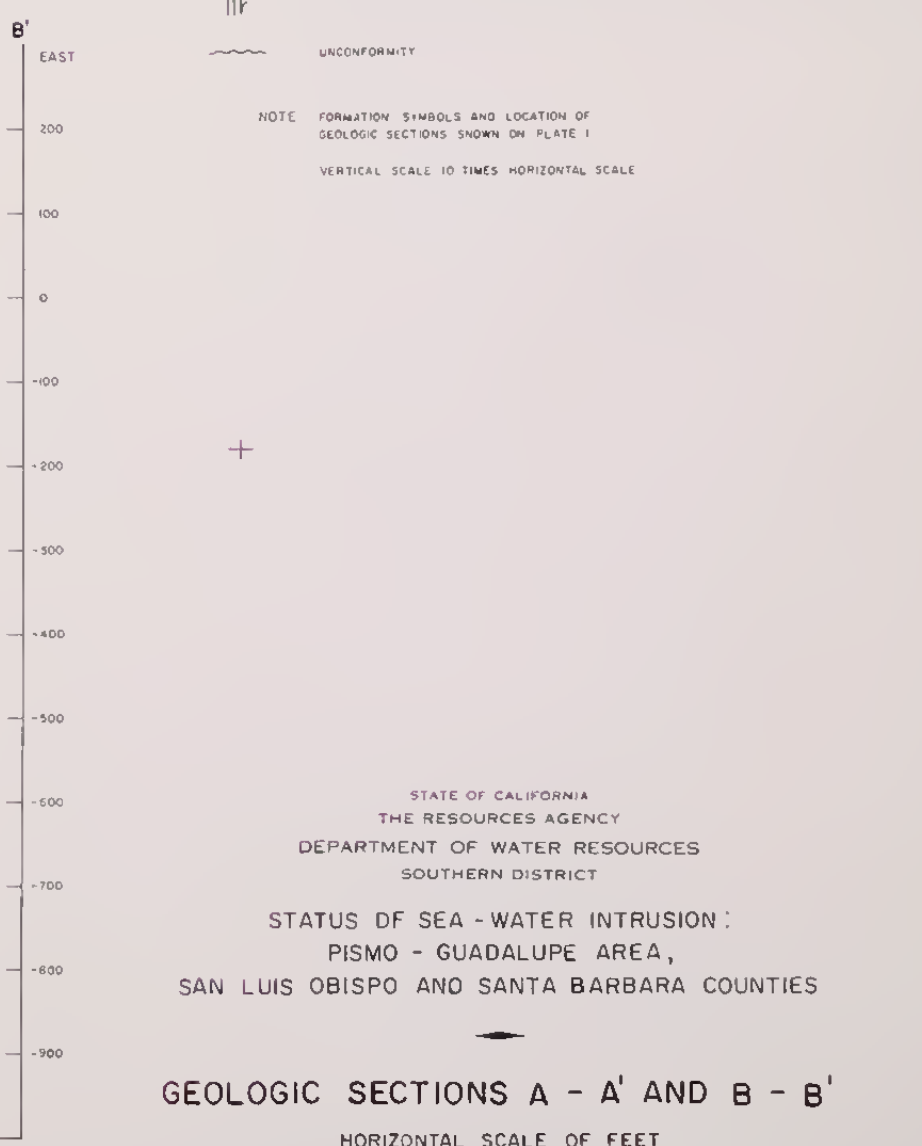 B'
EAST
200
100
0
-100
-200
-300
-400
-500
-600
-700
-800
-900
UNCONFORMITY
NOTE FORMATION SYMBOLS AND LOCATION OF
GEOLOGIC SECTIONS SHOWN ON PLATE I
VERTICAL SCALE 10 TIMES HORIZONTAL SCALE
STATE OF CALIFORNIA
THE RESOURCES AGENCY
DEPARTMENT OF WATER RESOURCES
SOUTHERN DISTRICT
STATUS OF SEA - WATER INTRUSION:
PISMO - GUADALUPE AREA,
SAN LUIS OBISPO AND SANTA BARBARA COUNTIES
GEOLOGIC SECTIONS A - A' AND B - B'
HORIZONTAL SCALE OF FEET